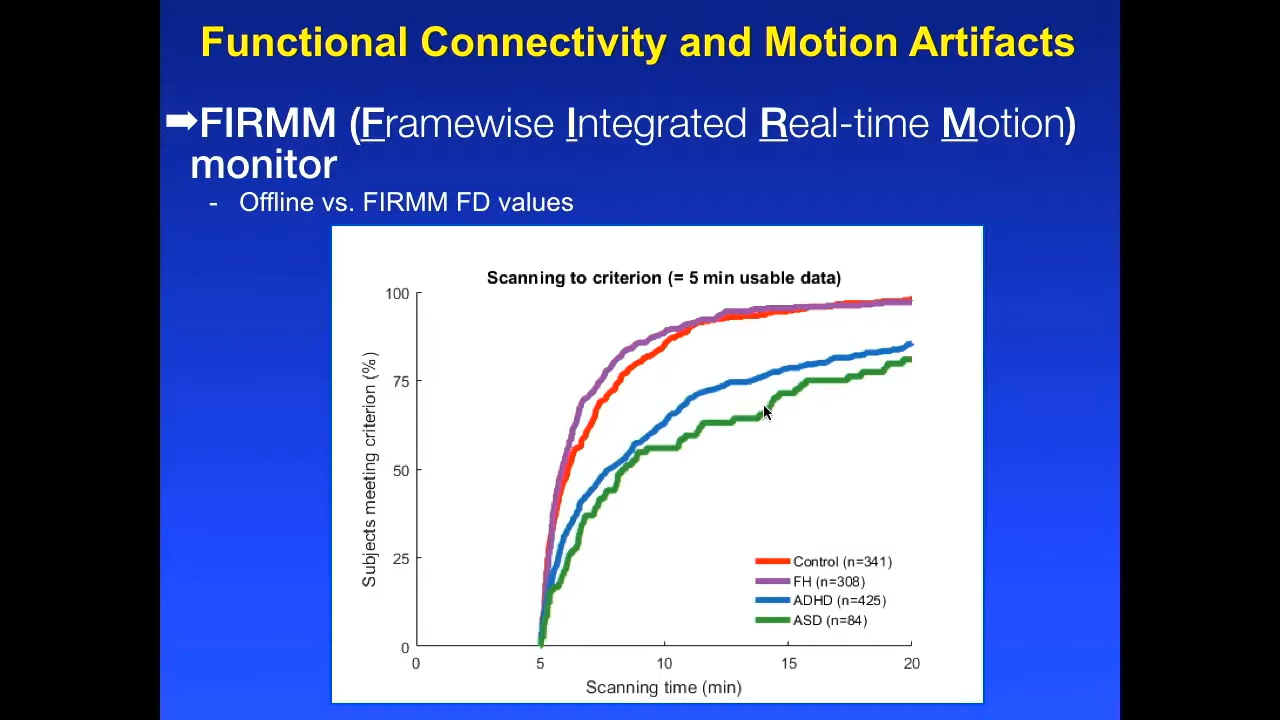 Functional Connectivity and Motion Artifacts
➡FIRMM (Framewise Integrated Real-time Motion)
monitor
- Offline vs. FIRMM FD values
Scanning to criterion (= 5 min usable data)
Subjects meeting criterion (%)
100
75
50
25
0
Control (n=341)
FH (n=308)
ADHD (n=425)
ASD (n=84)
0 5 10 15 20
Scanning time (min)